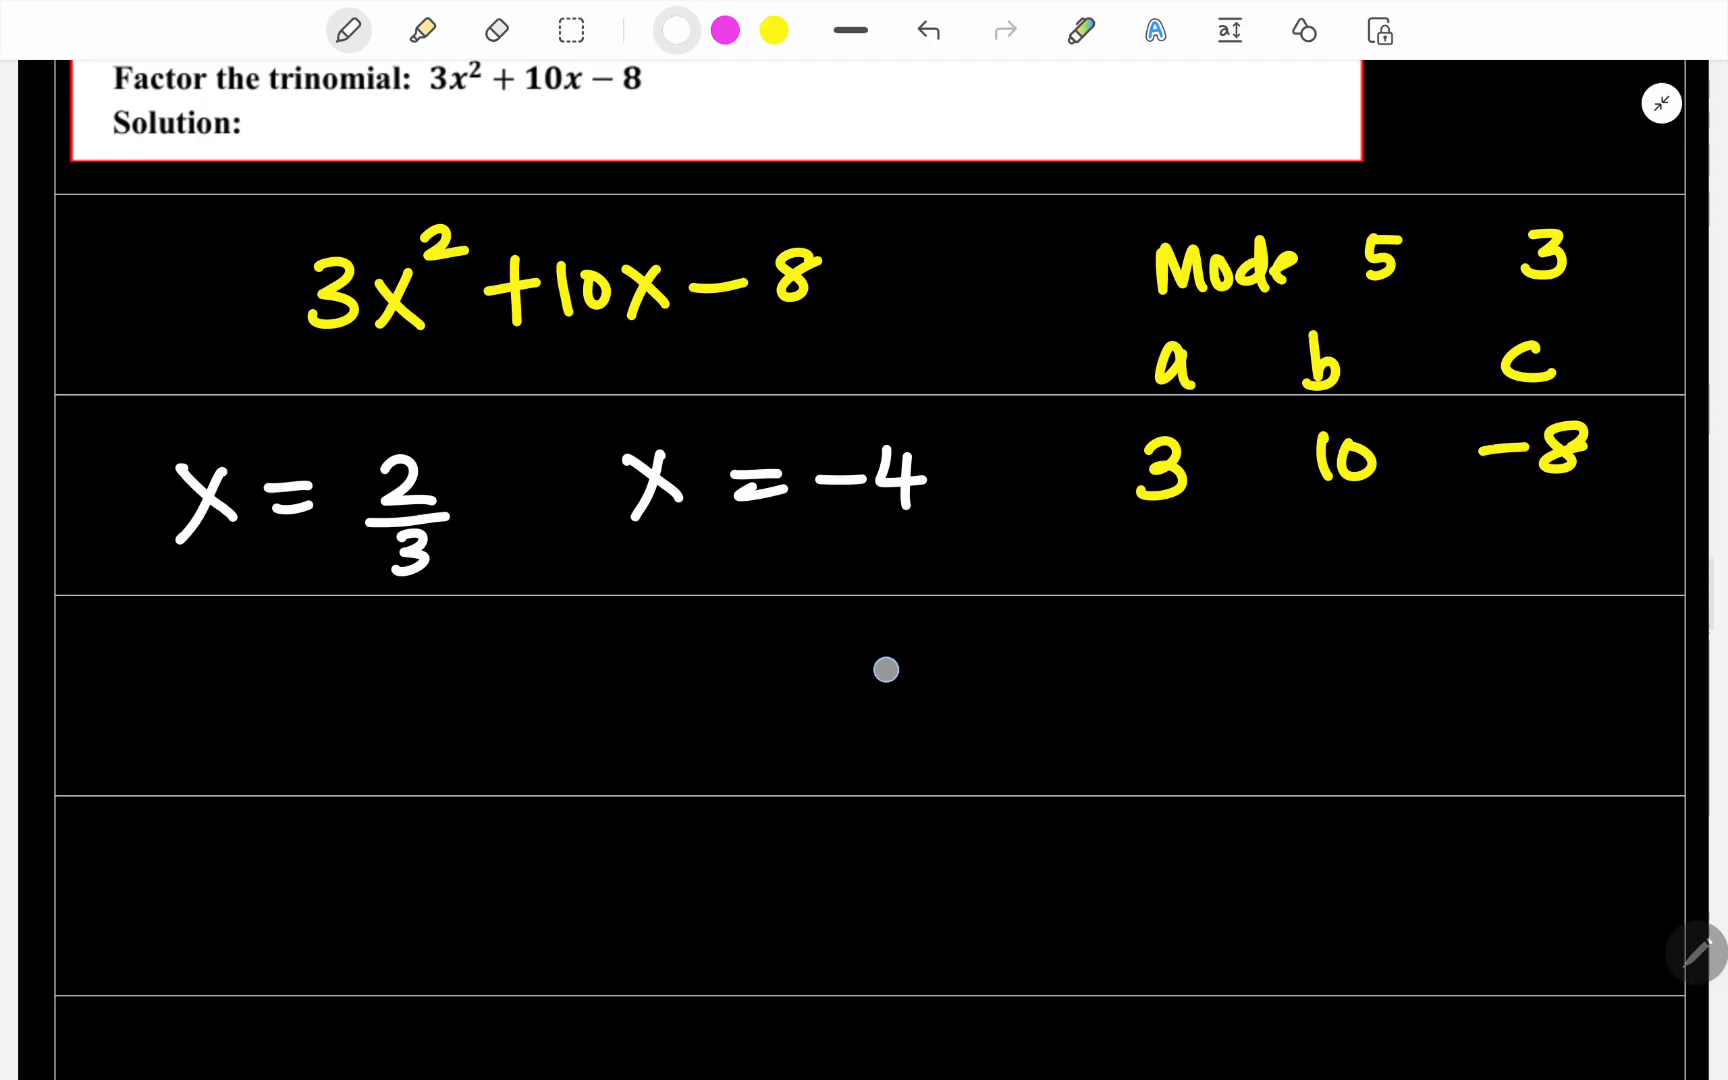 Factor the trinomial: 3x² + 10x − 8
Solution:
3x² + 10x − 8
Mode 5 3
a b c
x = 2/3 x = −4
3 10 −8